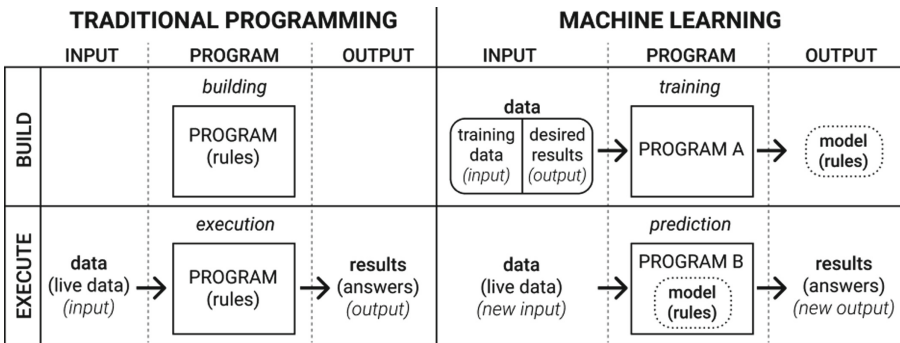 TRADITIONAL PROGRAMMING
MACHINE LEARNING
INPUT
PROGRAM
OUTPUT
INPUT
PROGRAM
OUTPUT
BUILD
building
PROGRAM
(rules)
data
training
data
(input)
desired
results
(output)
training
PROGRAM A
model
(rules)
EXECUTE
data
(live data)
(input)
execution
PROGRAM
(rules)
results
(answers)
(output)
data
(live data)
(new input)
prediction
PROGRAM B
model
(rules)
results
(answers)
(new output)